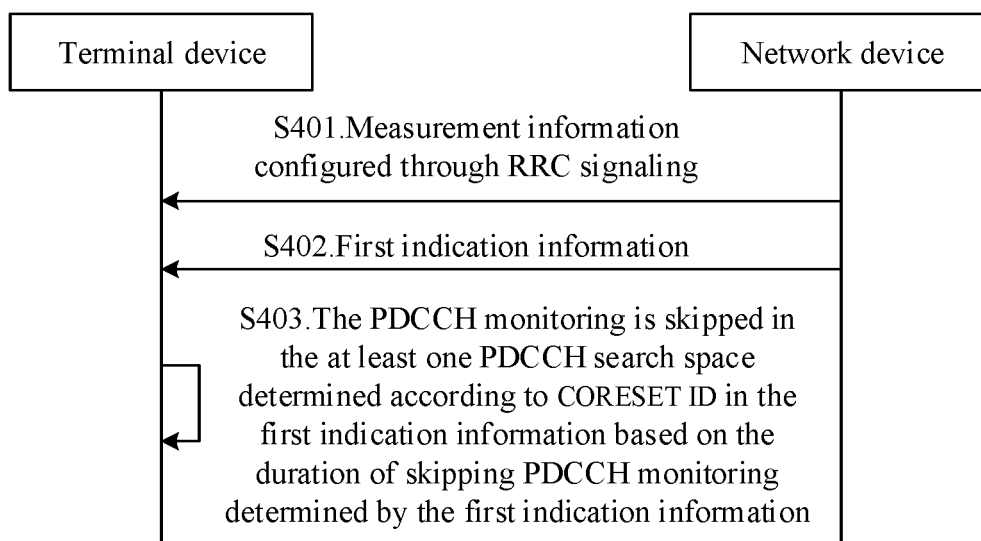 Terminal device
Network device
S401.Measurement information
configured through RRC signaling
S402.First indication information
S403.The PDCCH monitoring is skipped in
the at least one PDCCH search space
determined according to CORESET ID in the
first indication information based on the
duration of skipping PDCCH monitoring
determined by the first indication information